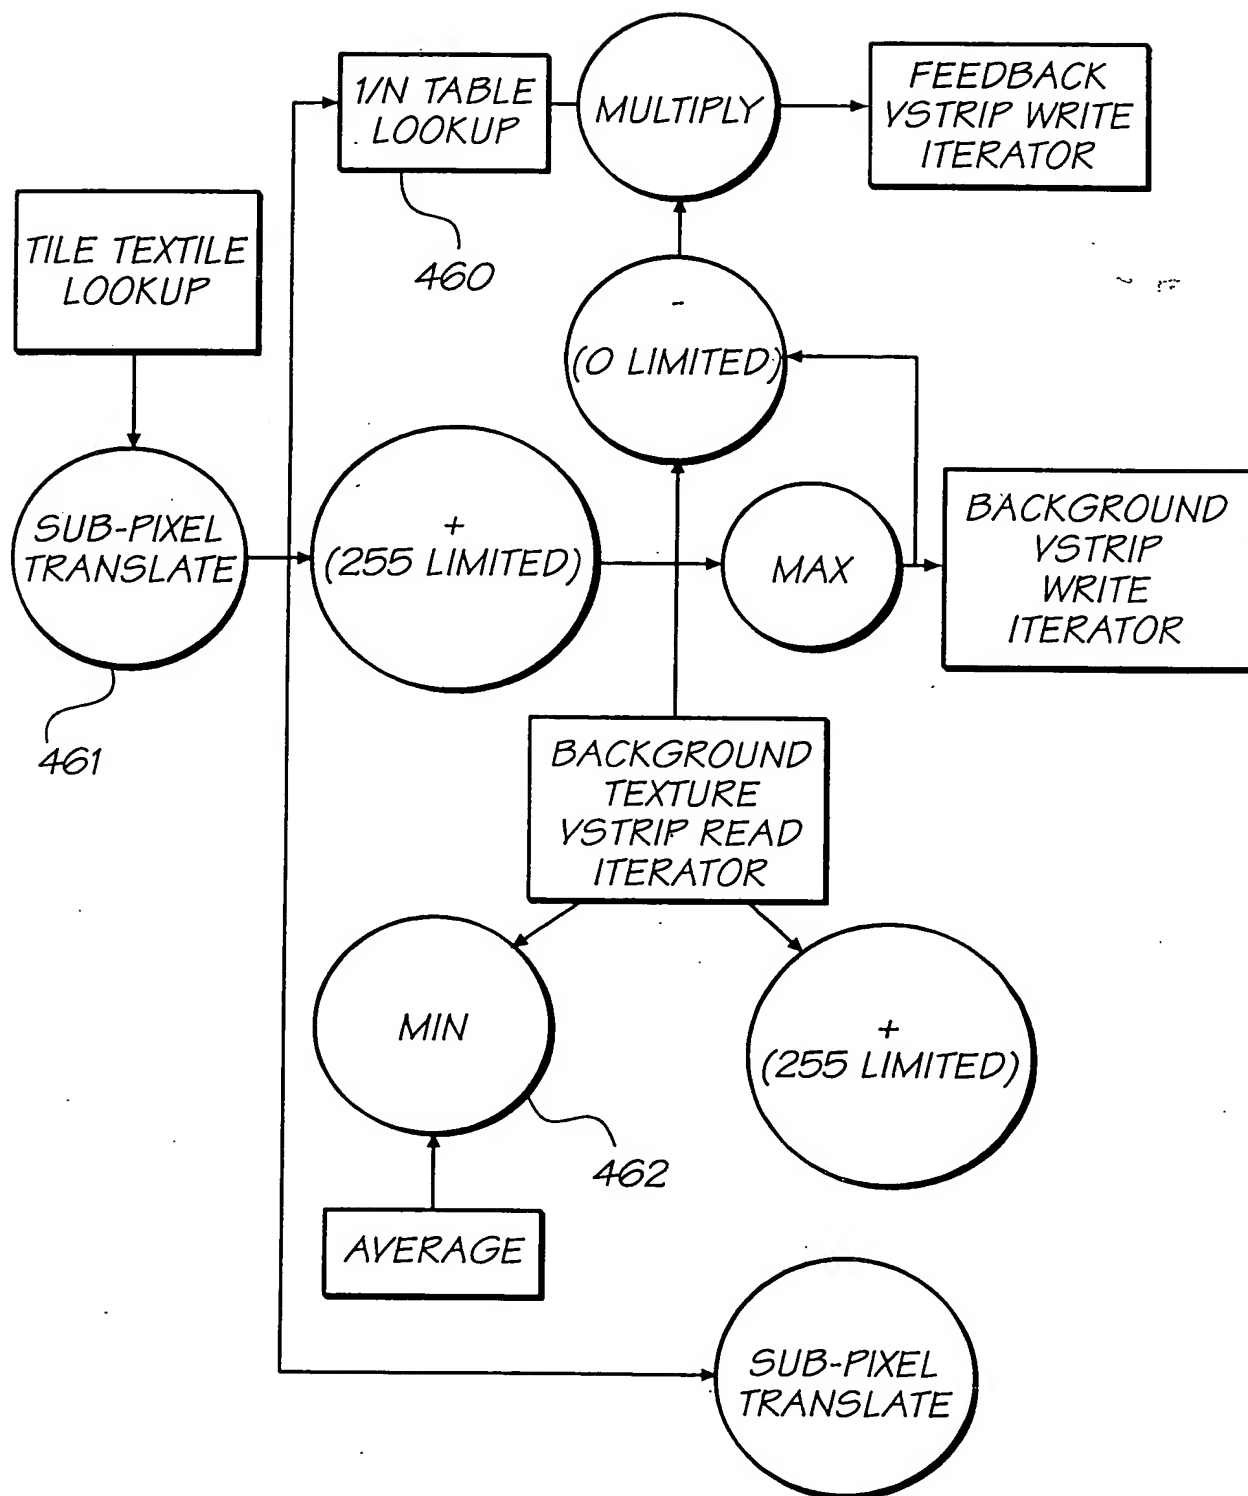 1/N TABLE
LOOKUP
MULTIPLY
FEEDBACK
VSTRIP WRITE
ITERATOR
460
TILE TEXTILE
LOOKUP
-
(0 LIMITED)
SUB-PIXEL
TRANSLATE
461
+
(255 LIMITED)
MAX
BACKGROUND
VSTRIP
WRITE
ITERATOR
BACKGROUND
TEXTURE
VSTRIP READ
ITERATOR
MIN
462
+
(255 LIMITED)
AVERAGE
SUB-PIXEL
TRANSLATE